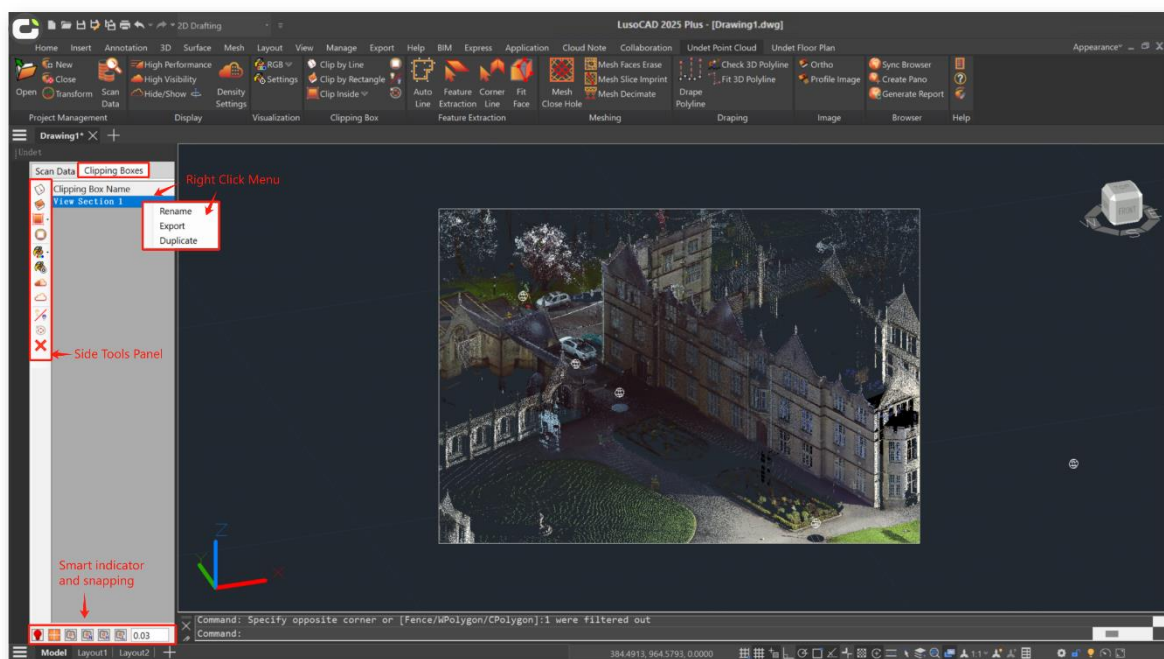 2D Drafting
LusoCAD 2025 Plus - [Drawing1.dwg]
Home Insert Annotation 3D Surface Mesh Layout View Manage Export Help BIM Express Application Cloud Note Collaboration Undet Point Cloud Undet Floor Plan Appearance
New High Performance RGB Clip by Line Mesh Faces Erase Check 3D Polyline Ortho Sync Browser
Close High Visibility Settings Clip by Rectangle Mesh Slice Imprint Fit 3D Polyline Profile Image Create Pano
Open Transform Scan Data Hide/Show Density Settings Clip Inside Auto Line Feature Extraction Corner Line Fit Face Mesh Close Hole Mesh Decimate Drape Polyline Generate Report
Project Management Display Visualization Clipping Box Feature Extraction Meshing Draping Image Browser Help
Drawing1*
Undet
Scan Data Clipping Boxes
Clipping Box Name
View Section 1
Right Click Menu
Rename
Export
Duplicate
TOP
FRONT
Side Tools Panel
Z
Y
X
Smart indicator
and snapping
0.03
Command: Specify opposite corner or [Fence/WPolygon/CPolygon]:1 were filtered out
Command:
Model Layout1 Layout2
384.4913, 964.5793, 0.0000
1:1